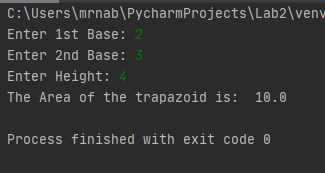 C:\Users\mrnab\PycharmProjects\Lab2\venv
Enter 1st Base: 2
Enter 2nd Base: 3
Enter Height: 4
The Area of the trapazoid is:  10.0
Process finished with exit code 0